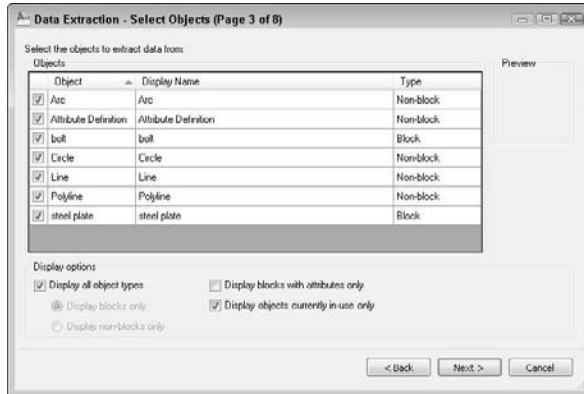 Data Extraction - Select Objects (Page 3 of 8)
Select the objects to extract data from:
Objects
Preview
Object Display Name Type
Arc Arc Non-block
Attribute Definition Attribute Definition Non-block
bolt bolt Block
Circle Circle Non-block
Line Line Non-block
Polyline Polyline Non-block
steel plate steel plate Block
Display options
Display all object types Display blocks with attributes only
Display blocks only Display objects currently in-use only
Display non-blocks only
< Back Next > Cancel